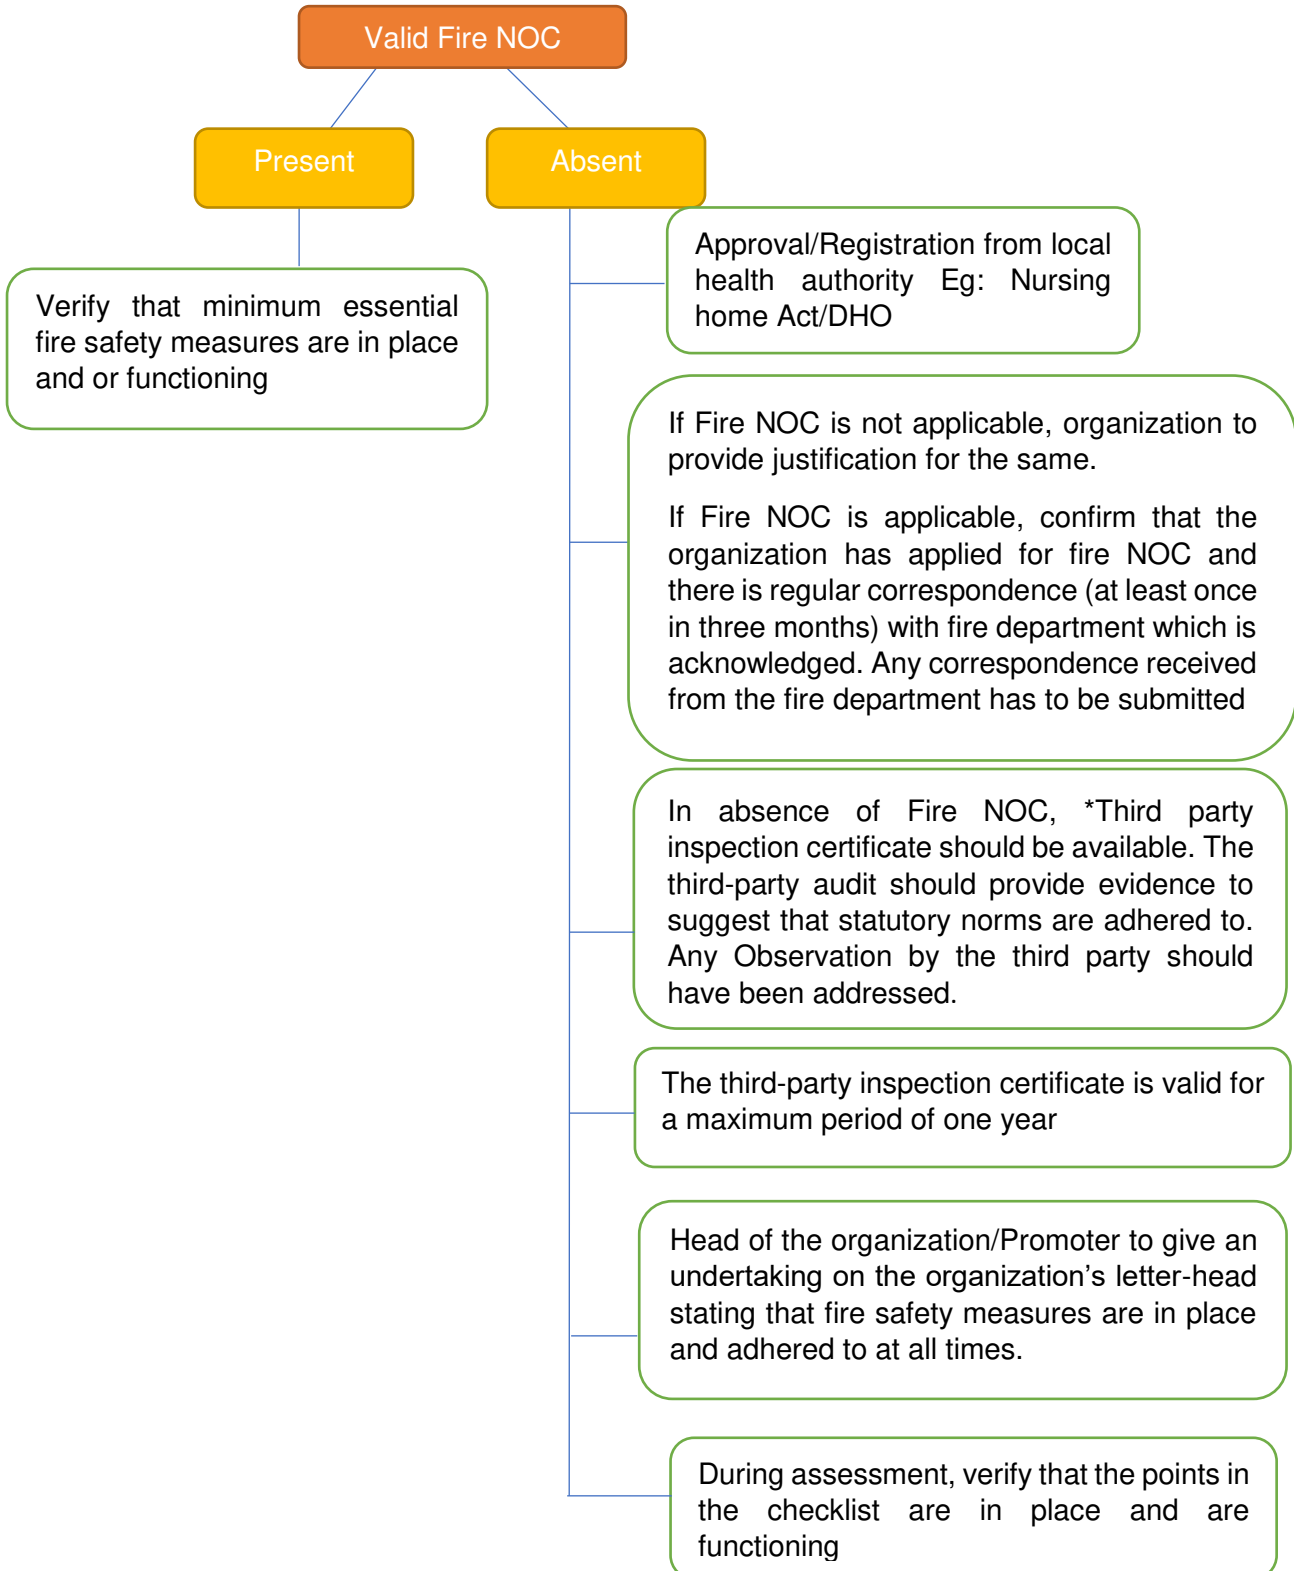 Valid Fire NOC
Present
Absent
Approval/Registration from local
health authority Eg: Nursing
home Act/DHO
Verify that minimum essential
fire safety measures are in place
and or functioning
If Fire NOC is not applicable, organization to
provide justification for the same.
If Fire NOC is applicable, confirm that the
organization has applied for fire NOC and
there is regular correspondence (at least once
in three months) with fire department which is
acknowledged. Any correspondence received
from the fire department has to be submitted
In absence of Fire NOC, *Third party
inspection certificate should be available. The
third-party audit should provide evidence to
suggest that statutory norms are adhered to.
Any Observation by the third party should
have been addressed.
The third-party inspection certificate is valid for
a maximum period of one year
Head of the organization/Promoter to give an
undertaking on the organization’s letter-head
stating that fire safety measures are in place
and adhered to at all times.
During assessment, verify that the points in
the checklist are in place and are
functioning